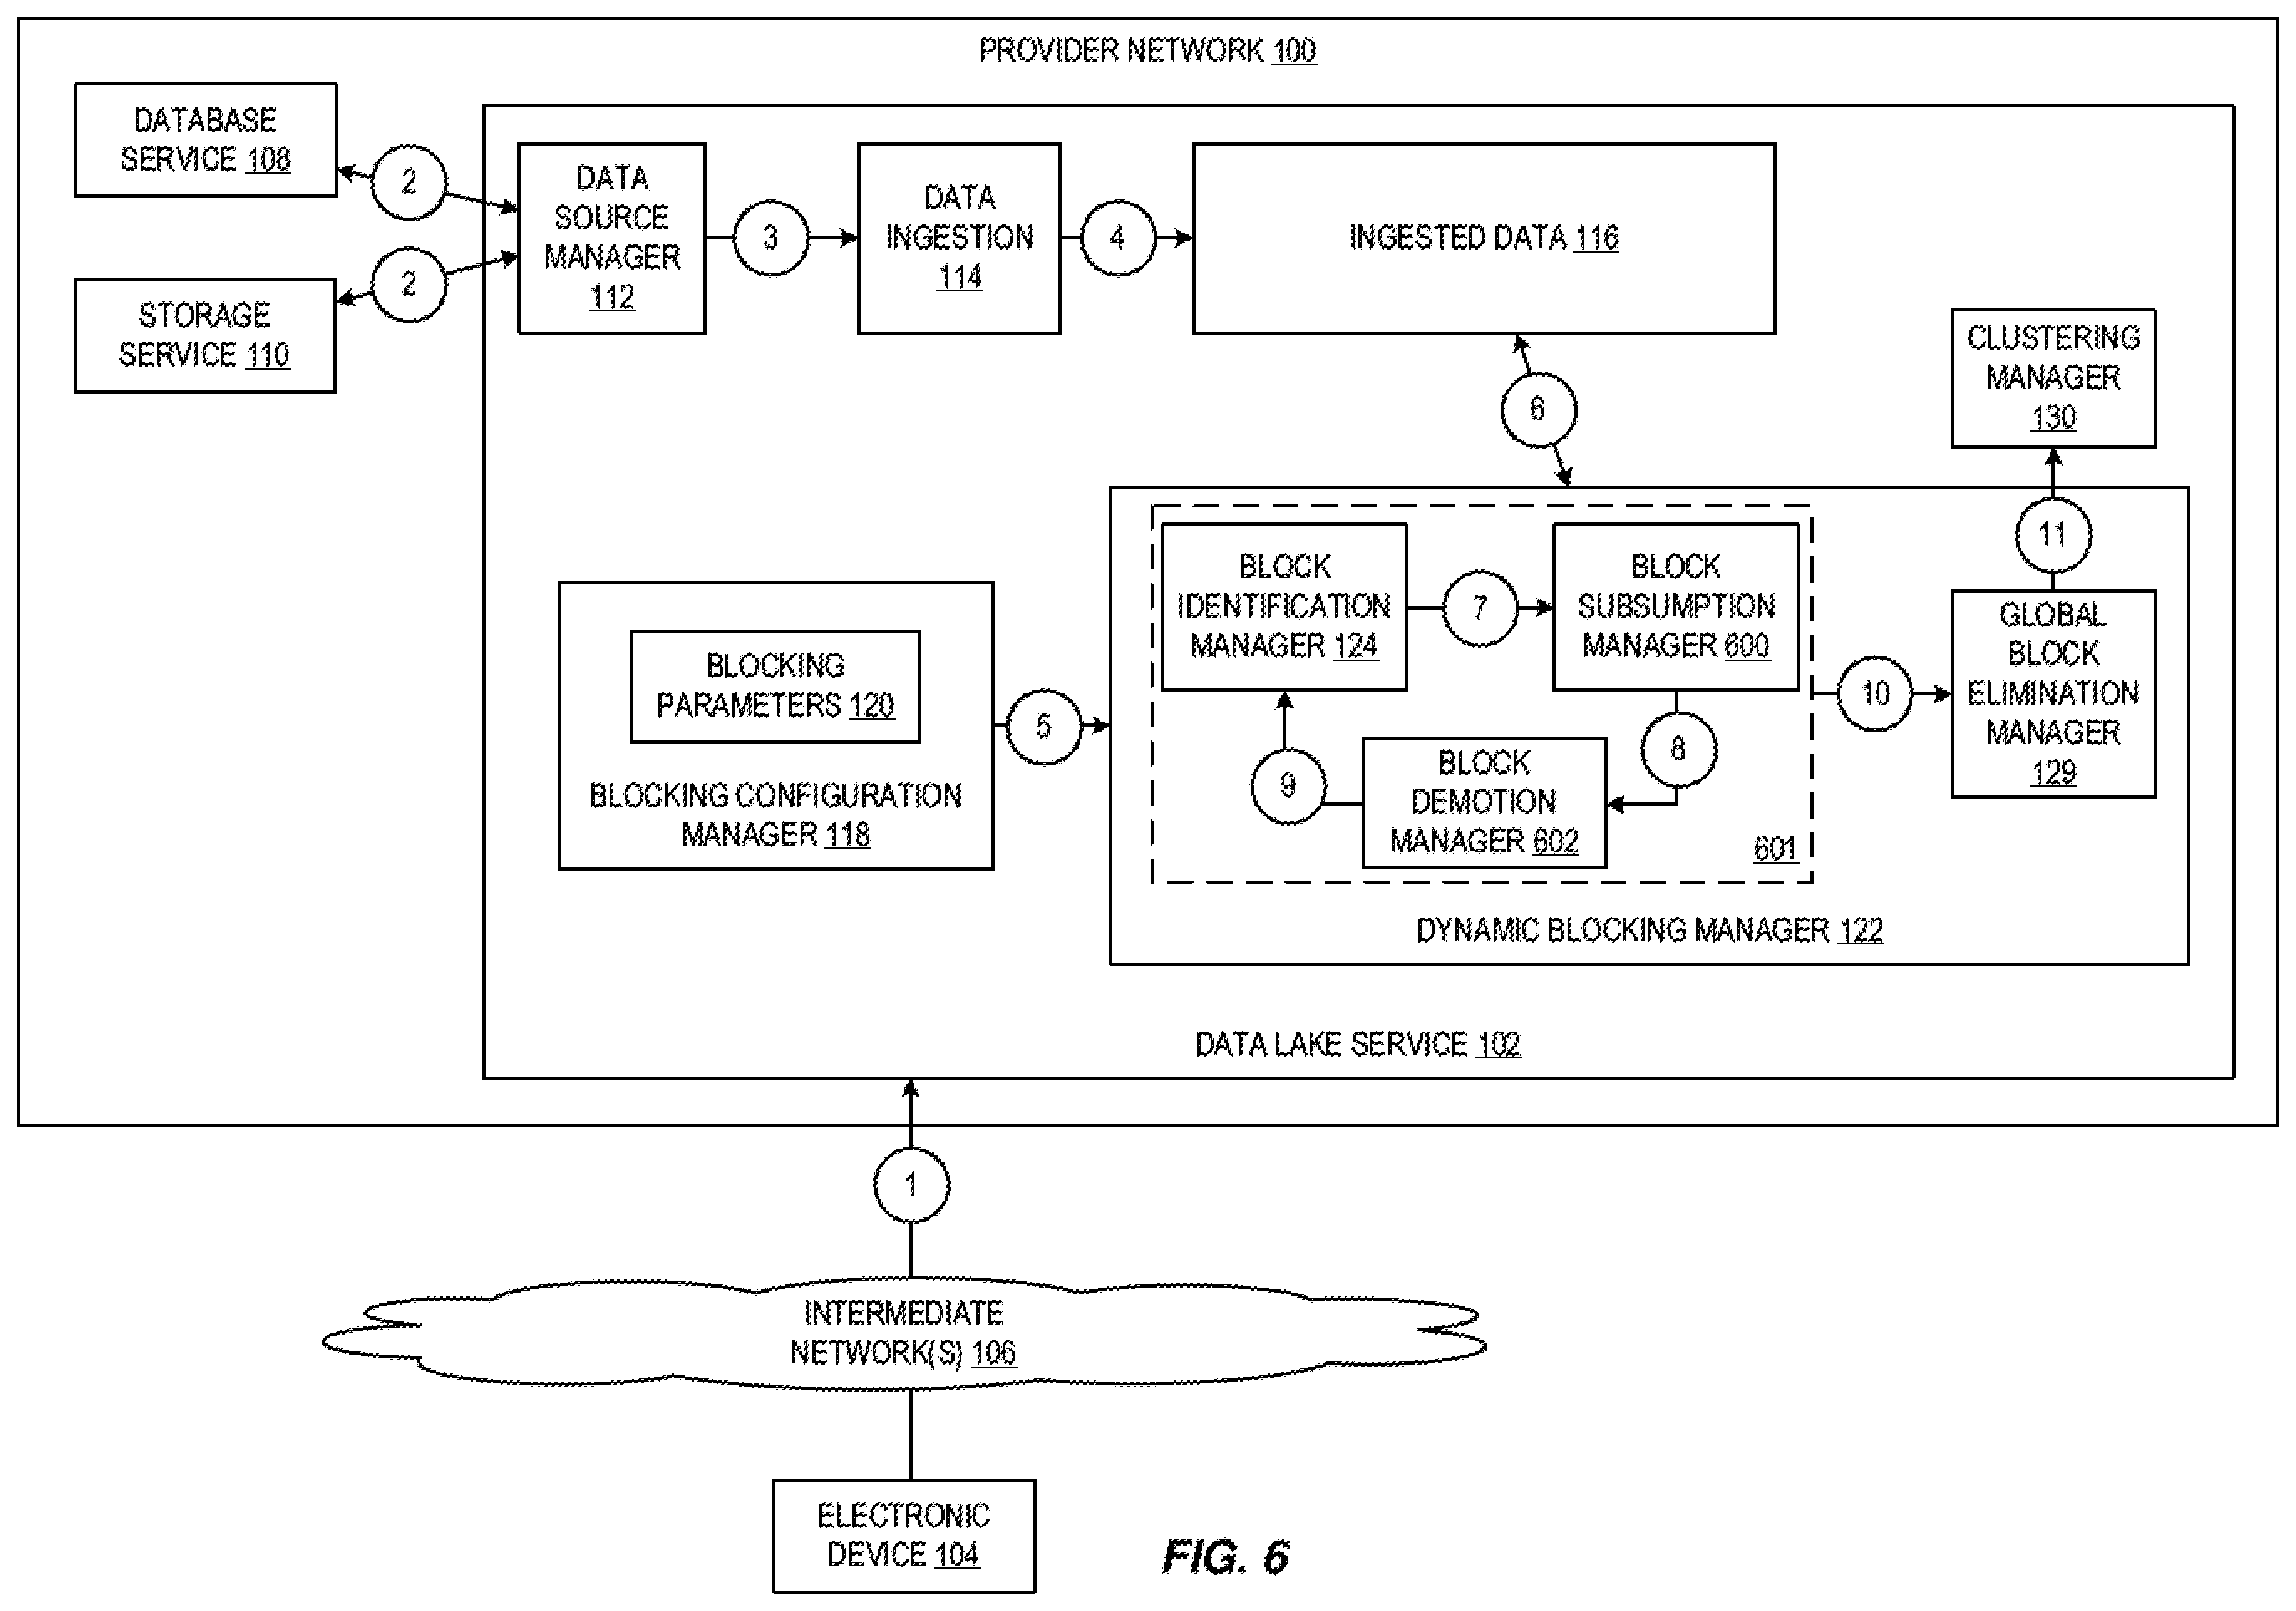 PROVIDER NETWORK 100
DATABASE
SERVICE 108
2
STORAGE
SERVICE 110
2
DATA
SOURCE
MANAGER
112
3
DATA
INGESTION
114
4
INGESTED DATA 116
6
CLUSTERING
MANAGER
130
11
BLOCKING
PARAMETERS 120
BLOCKING CONFIGURATION
MANAGER 118
5
BLOCK
IDENTIFICATION
MANAGER 124
7
BLOCK
SUBSUMPTION
MANAGER 600
8
9
BLOCK
DEMOTION
MANAGER 602
601
10
GLOBAL
BLOCK
ELIMINATION
MANAGER
129
DYNAMIC BLOCKING MANAGER 122
DATA LAKE SERVICE 102
1
INTERMEDIATE
NETWORK(S) 106
ELECTRONIC
DEVICE 104
FIG. 6